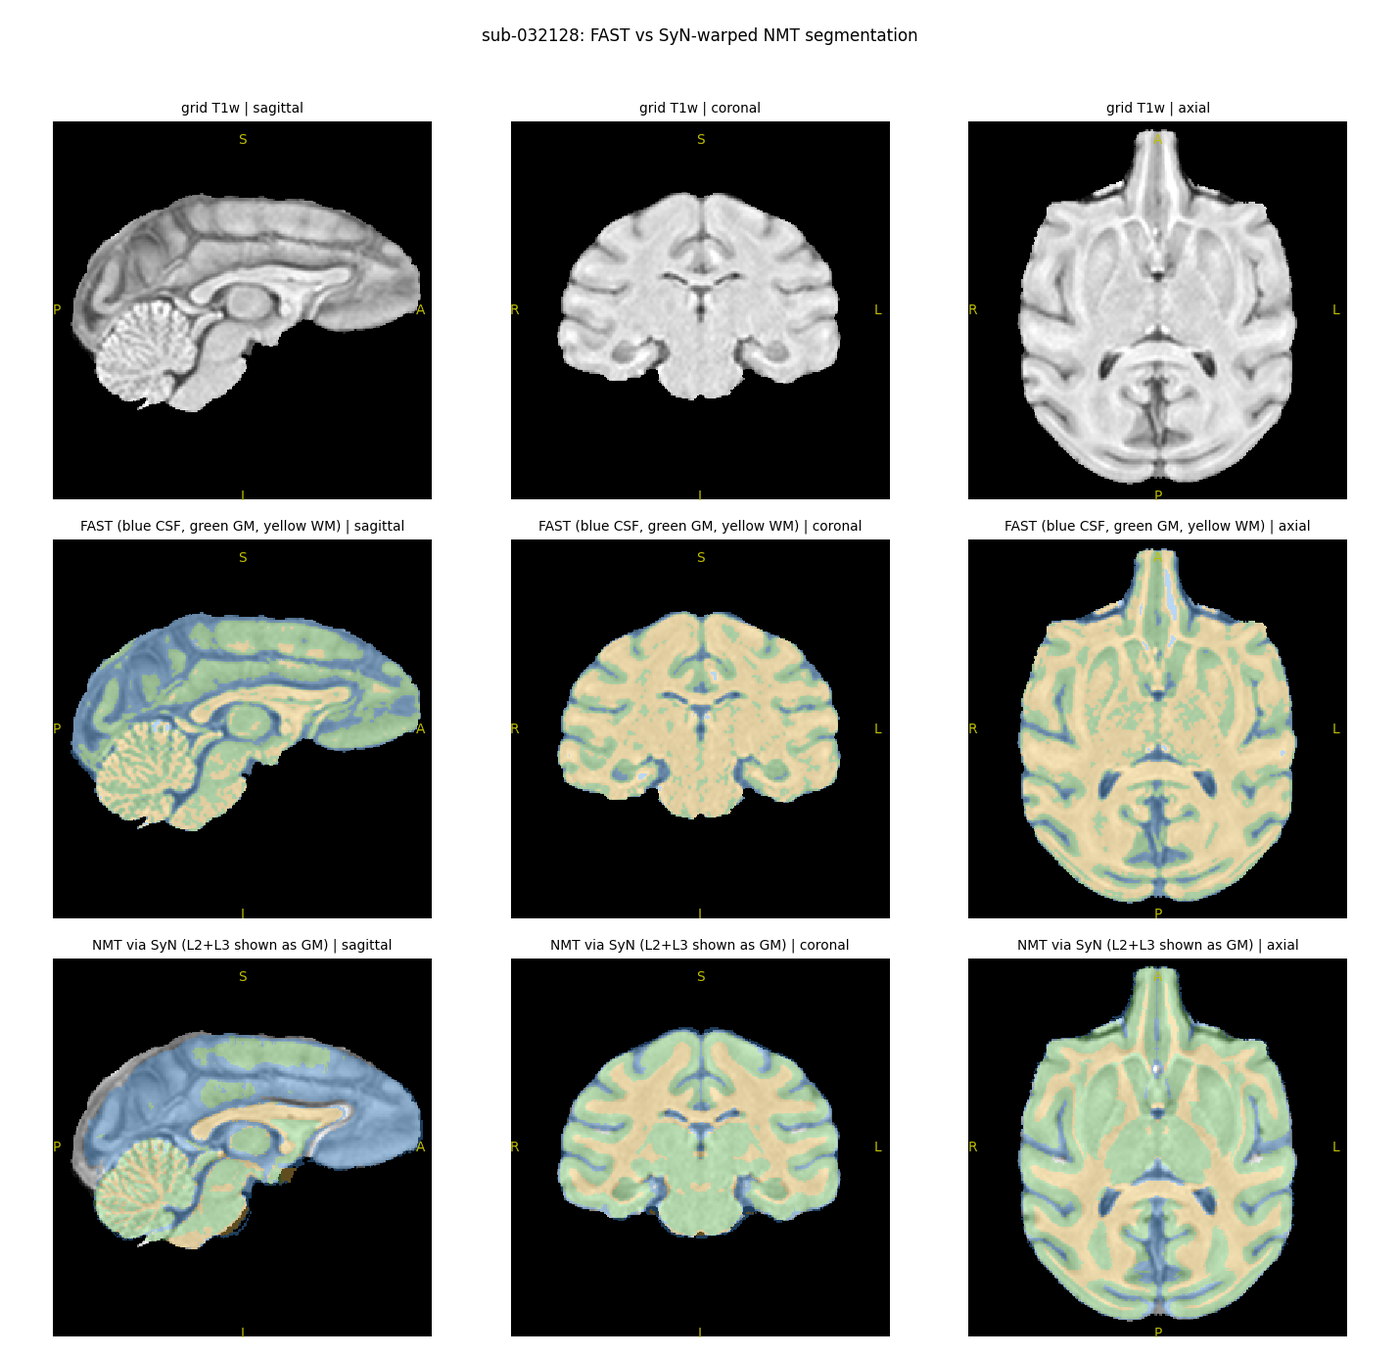 sub-032128: FAST vs SyN-warped NMT segmentation
grid T1w | sagittal
grid T1w | coronal
grid T1w | axial
S
S
A
P
A
R
L
R
L
I
I
P
FAST (blue CSF, green GM, yellow WM) | sagittal
FAST (blue CSF, green GM, yellow WM) | coronal
FAST (blue CSF, green GM, yellow WM) | axial
S
S
A
P
A
R
L
R
L
I
I
P
NMT via SyN (L2+L3 shown as GM) | sagittal
NMT via SyN (L2+L3 shown as GM) | coronal
NMT via SyN (L2+L3 shown as GM) | axial
S
S
A
P
A
R
L
R
L
I
I
P